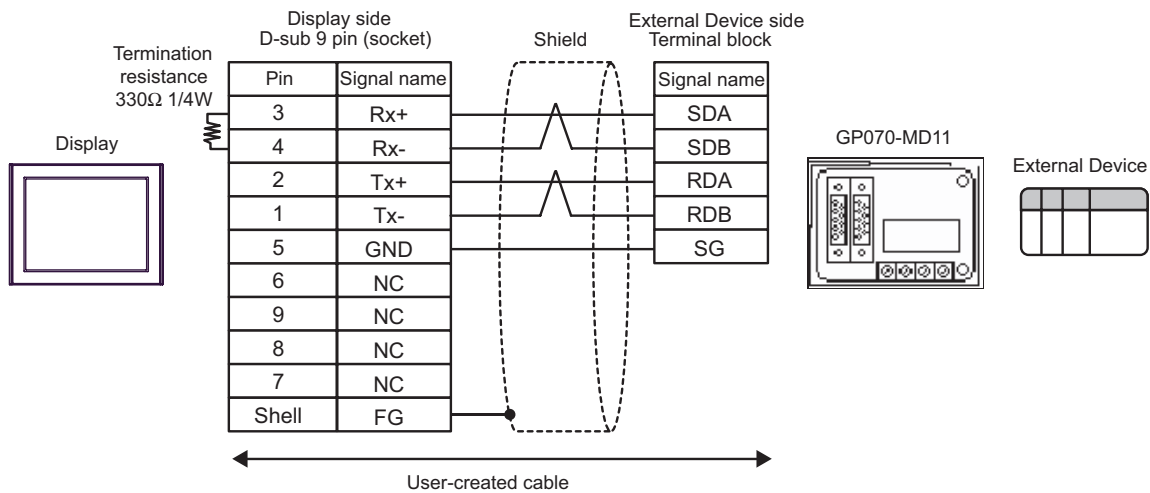 Display side
D-sub 9 pin (socket)
Shield
External Device side
Terminal block
Termination
resistance
330Ω 1/4W
Pin Signal name
Signal name
3 Rx+ SDA
4 Rx- SDB
2 Tx+ RDA
1 Tx- RDB
5 GND SG
6 NC
9 NC
8 NC
7 NC
Shell FG
Display
GP070-MD11
External Device
User-created cable